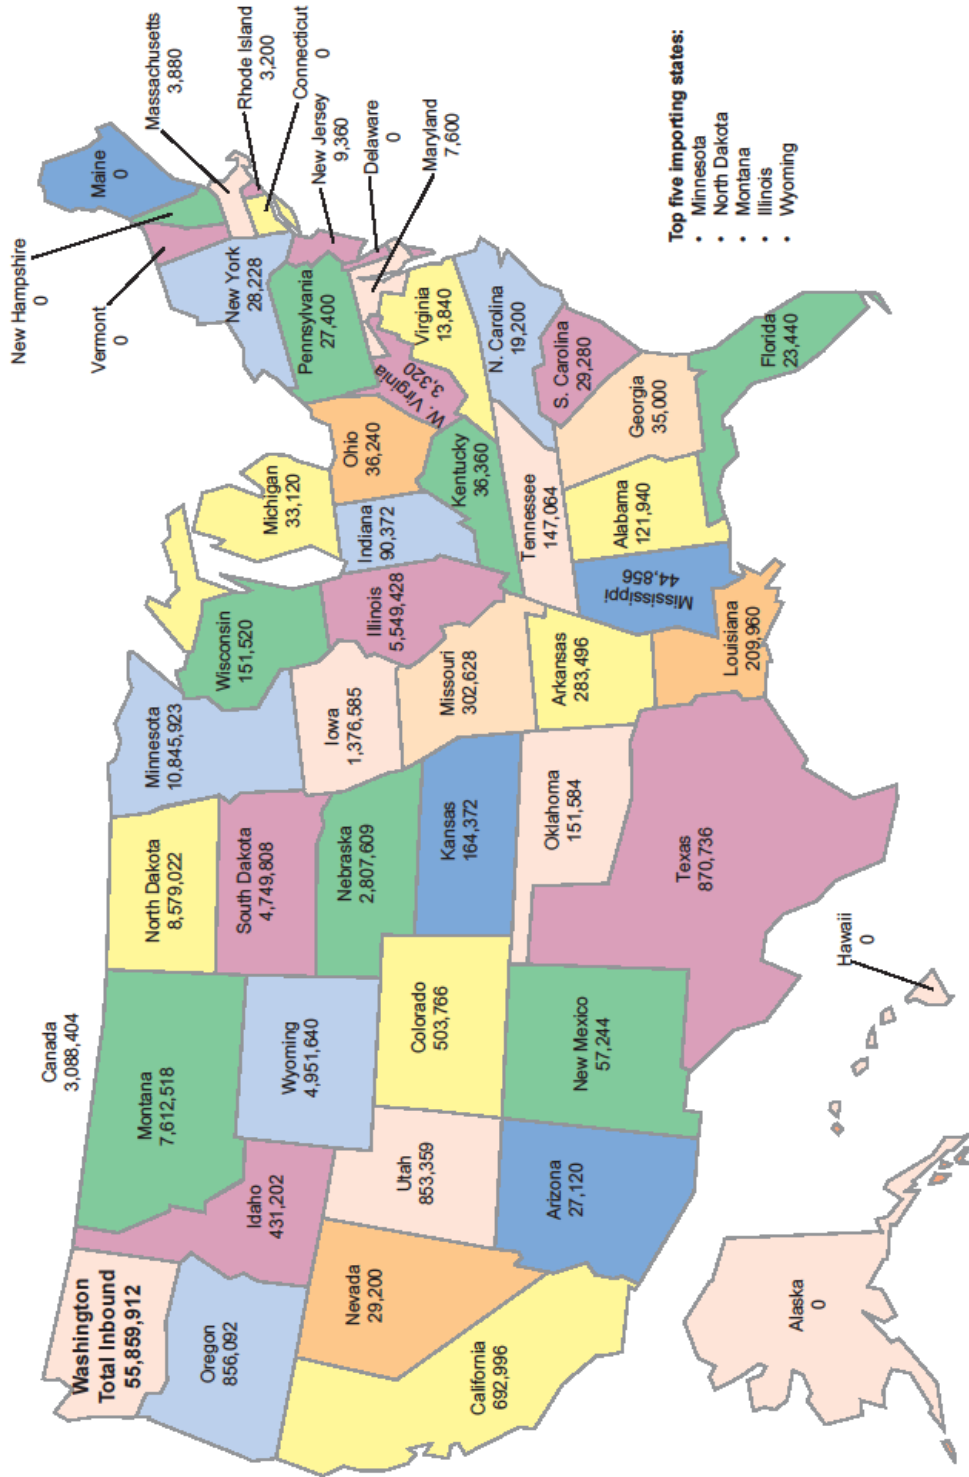 Canada
3,088,404
Washington
Total Inbound
55,859,912
Oregon
856,092
California
692,996
Nevada
29,200
Idaho
431,202
Montana
7,612,518
Wyoming
4,951,640
Utah
853,359
Arizona
27,120
Colorado
503,766
New Mexico
57,244
North Dakota
8,579,022
South Dakota
4,749,808
Nebraska
2,807,609
Kansas
164,372
Oklahoma
151,584
Texas
870,736
Minnesota
10,845,923
Iowa
1,376,585
Missouri
302,628
Arkansas
283,496
Louisiana
209,960
Wisconsin
151,520
Illinois
5,549,428
Michigan
33,120
Indiana
90,372
Ohio
36,240
Kentucky
36,360
Tennessee
147,064
Mississippi
44,856
Alabama
121,940
Georgia
35,000
Florida
23,440
S. Carolina
29,280
N. Carolina
19,200
Virginia
13,840
W. Virginia
3,320
Pennsylvania
27,400
New York
28,228
Vermont
0
New Hampshire
0
Maine
0
Massachusetts
3,880
Rhode Island
3,200
Connecticut
0
New Jersey
9,360
Delaware
0
Maryland
7,600
Alaska
0
Hawaii
0
Top five importing states:
• Minnesota
• North Dakota
• Montana
• Illinois
• Wyoming